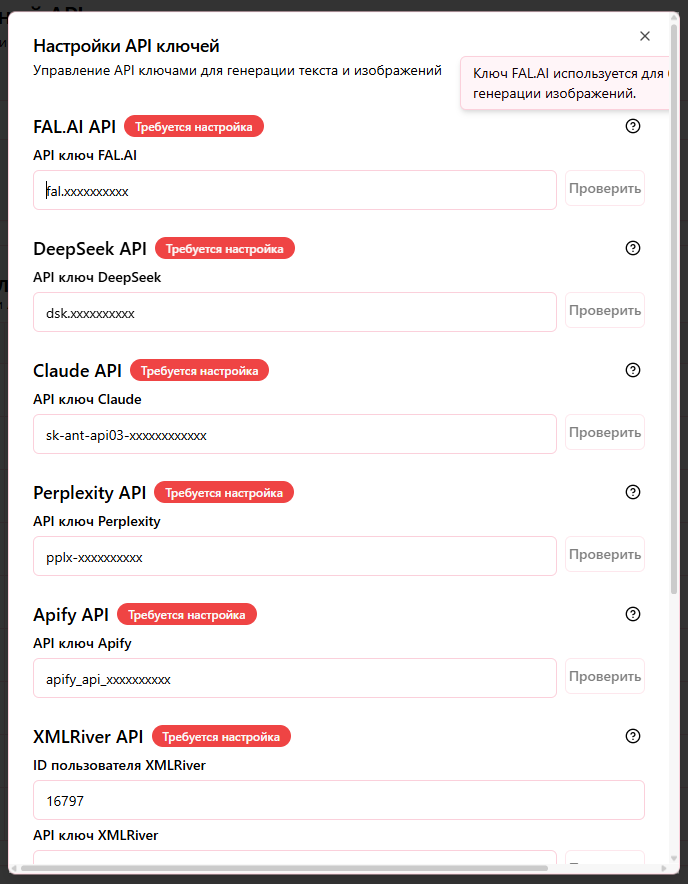 Настройки API ключей
Управление API ключами для генерации текста и изображений
Ключ FAL.AI используется для
генерации изображений.
FAL.AI API Требуется настройка
API ключ FAL.AI
fal.xxxxxxxxxx Проверить
DeepSeek API Требуется настройка
API ключ DeepSeek
dsk.xxxxxxxxxx Проверить
Claude API Требуется настройка
API ключ Claude
sk-ant-api03-xxxxxxxxxxxx Проверить
Perplexity API Требуется настройка
API ключ Perplexity
pplx-xxxxxxxxxx Проверить
Apify API Требуется настройка
API ключ Apify
apify_api_xxxxxxxxxx Проверить
XMLRiver API Требуется настройка
ID пользователя XMLRiver
16797
API ключ XMLRiver